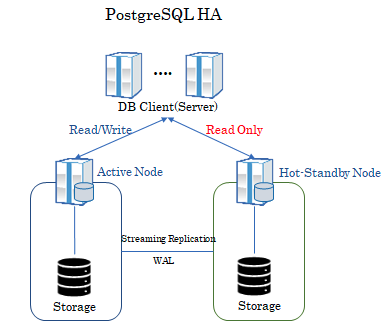 PostgreSQL HA
....
DB Client(Server)
Read/Write
Read Only
Active Node
Hot-Standby Node
Streaming Replication
WAL
Storage
Storage